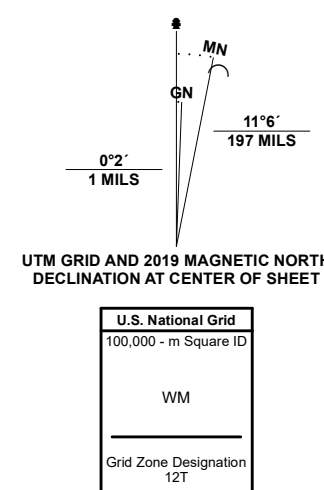 MN
GN
11°6´
197 MILS
0°2´
1 MILS
UTM GRID AND 2019 MAGNETIC NORTH
DECLINATION AT CENTER OF SHEET
U.S. National Grid
100,000 - m Square ID
WM
Grid Zone Designation
12T